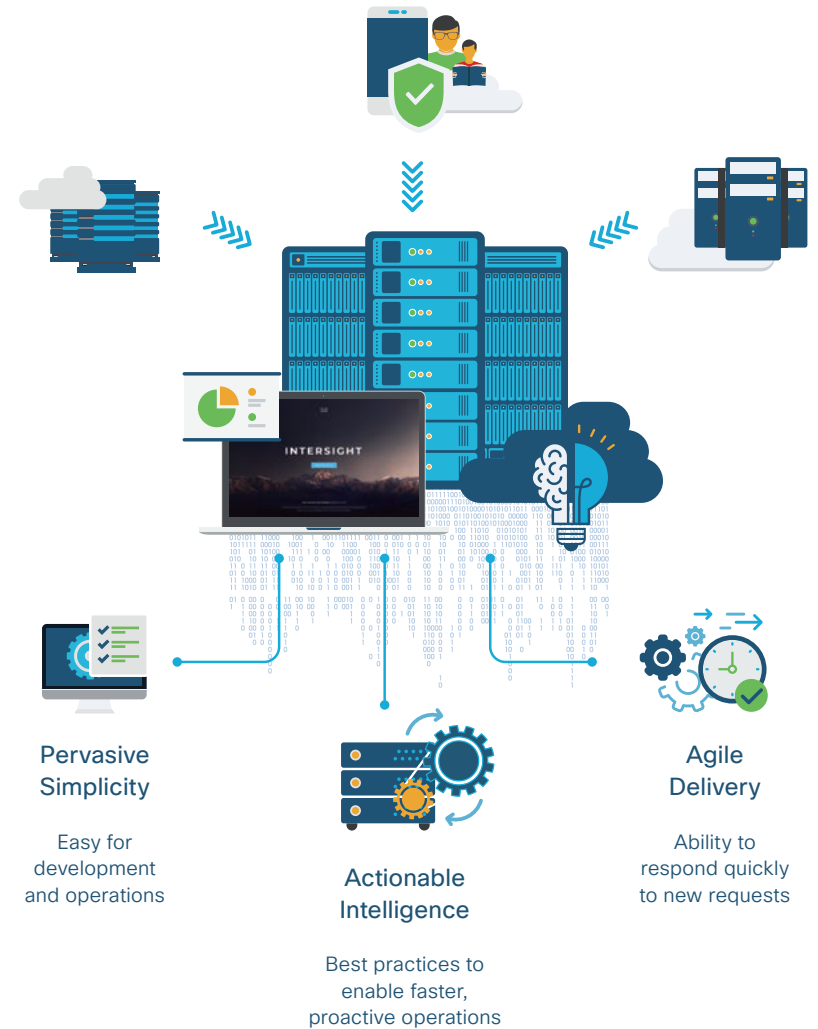 INTERSIGHT
Pervasive
Simplicity
Easy for
development
and operations
Actionable
Intelligence
Best practices to
enable faster,
proactive operations
Agile
Delivery
Ability to
respond quickly
to new requests